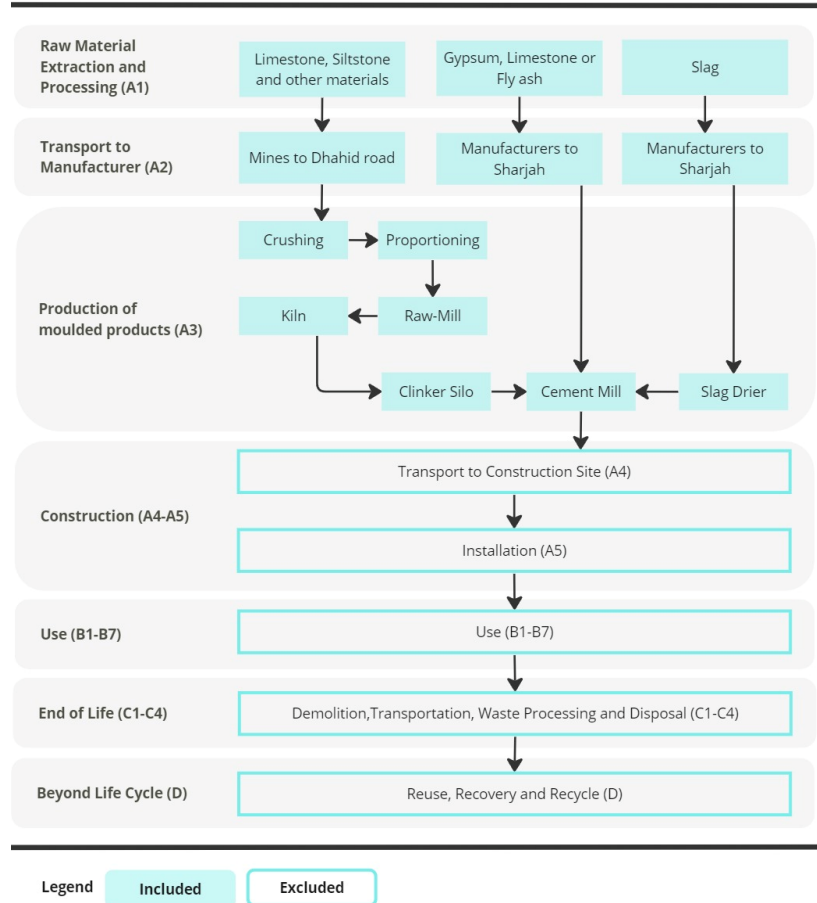 Raw Material
Extraction and
Processing (A1)
Limestone, Siltstone
and other materials
Gypsum, Limestone or
Fly ash
Slag
Transport to
Manufacturer (A2)
Mines to Dhahid road
Manufacturers to
Sharjah
Manufacturers to
Sharjah
Production of
moulded products (A3)
Crushing
Proportioning
Kiln
Raw-Mill
Clinker Silo
Cement Mill
Slag Drier
Construction (A4-A5)
Transport to Construction Site (A4)
Installation (A5)
Use (B1-B7)
Use (B1-B7)
End of Life (C1-C4)
Demolition,Transportation, Waste Processing and Disposal (C1-C4)
Beyond Life Cycle (D)
Reuse, Recovery and Recycle (D)
Legend
Included
Excluded